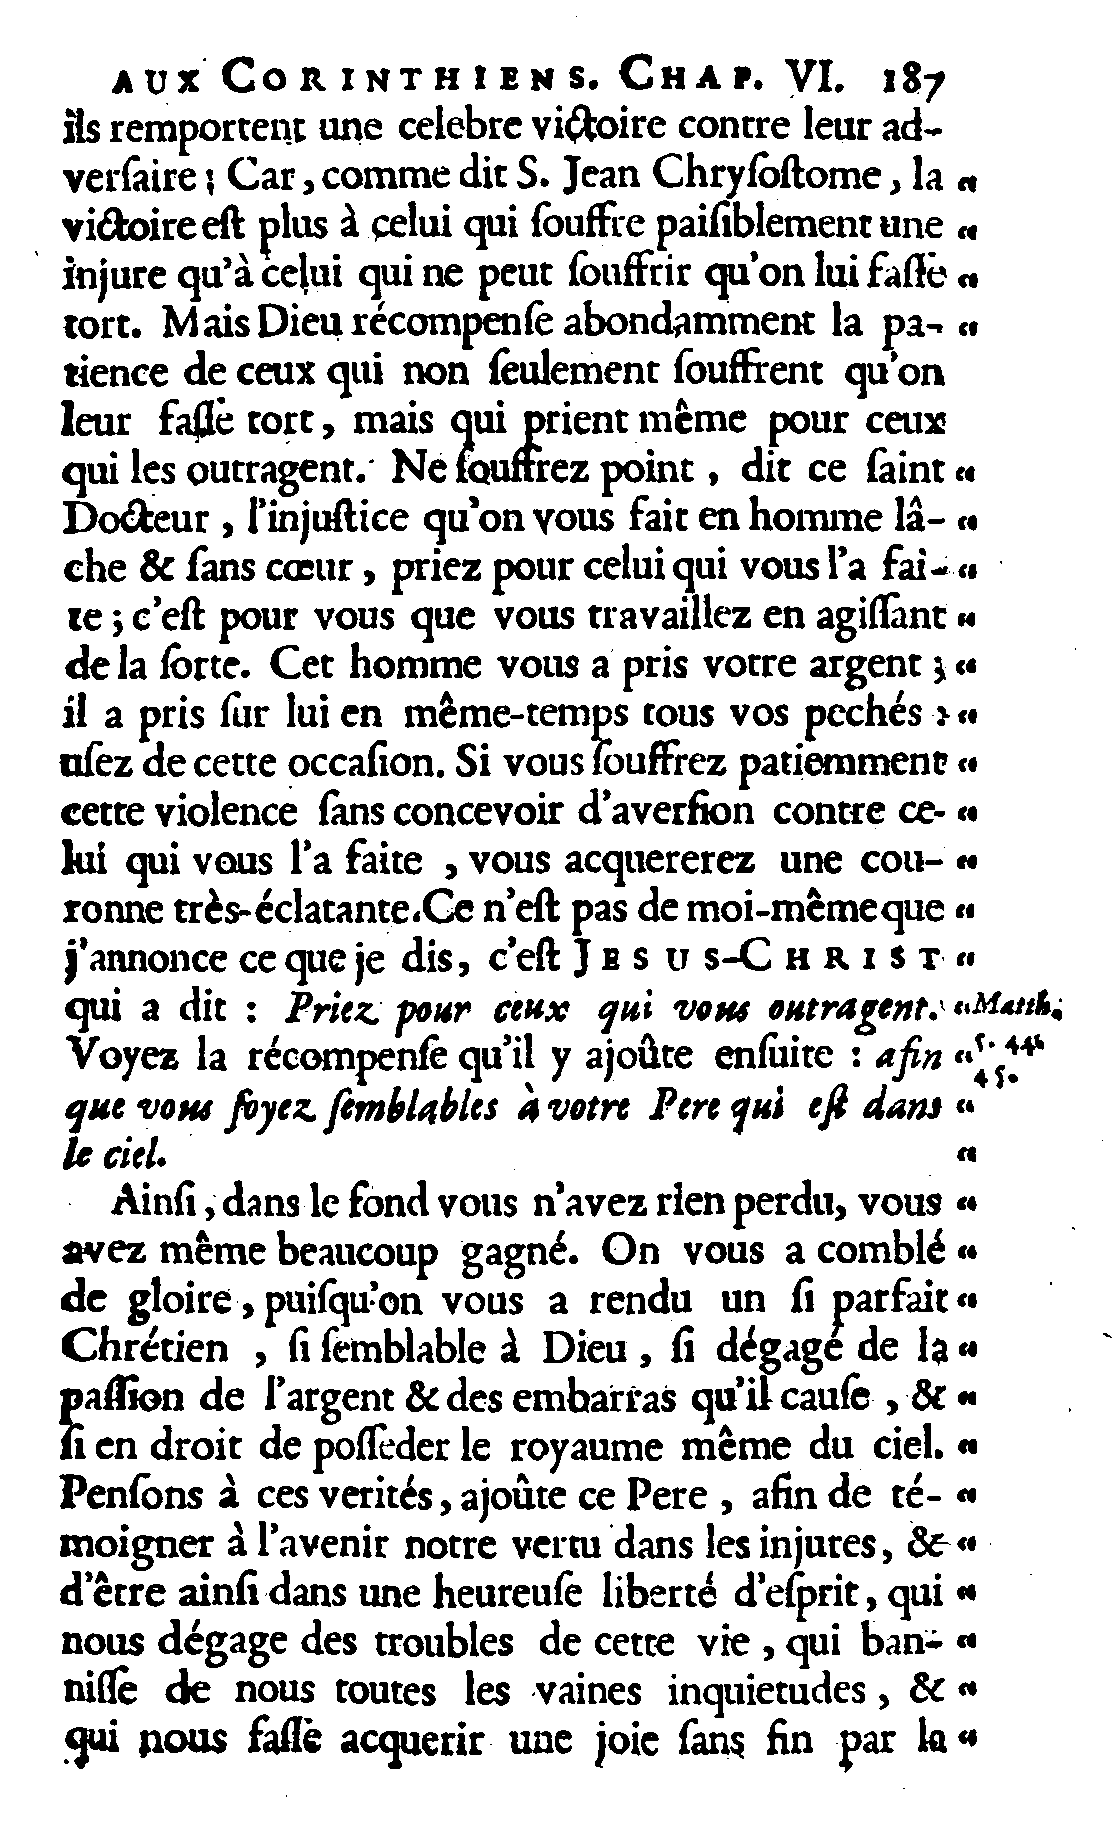 AUX CORINTHIENS. CHAP. VI. 187
ils remportent une celebre victoire contre leur ad-
verſaire ; Car, comme dit S. Jean Chryſoſtome, la “
victoire eſt plus à celui qui ſouffre paiſiblement une “
injure qu’à celui qui ne peut ſouffrir qu’on lui faſſe “
tort. Mais Dieu récompenſe abondamment la pa- “
tience de ceux qui non ſeulement ſouffrent qu’on
leur faſſe tort, mais qui prient même pour ceux
qui les outragent. Ne ſouffrez point, dit ce ſaint “
Docteur, l’injuſtice qu’on vous fait en homme lâ- “
che & ſans cœur, priez pour celui qui vous l’a fai- “
te ; c’eſt pour vous que vous travaillez en agiſſant “
de la ſorte. Cet homme vous a pris votre argent ; “
il a pris ſur lui en même-temps tous vos pechés ; “
uſez de cette occaſion. Si vous ſouffrez patiemment “
cette violence ſans concevoir d’averſion contre ce- “
lui qui vous l’a faite, vous acquererez une cou- “
ronne très-éclatante. Ce n’eſt pas de moi-même que “
j’annonce ce que je dis, c’eſt JESUS-CHRIST “
qui a dit : Priez pour ceux qui vous outragent. “ Matth.
Voyez la récompenſe qu’il y ajoûte enſuite : afin “ 5. 44.
45.
que vous ſoyez ſemblables à votre Pere qui eſt dans “
le ciel. “
Ainſi, dans le fond vous n’avez rien perdu, vous “
avez même beaucoup gagné. On vous a comblé “
de gloire, puiſqu’on vous a rendu un ſi parfait “
Chrétien, ſi ſemblable à Dieu, ſi dégagé de la “
paſſion de l’argent & des embarras qu’il cauſe, & “
ſi en droit de poſſeder le royaume même du ciel. “
Penſons à ces verités, ajoûte ce Pere, afin de té- “
moigner à l’avenir notre vertu dans les injures, & “
d’être ainſi dans une heureuſe liberté d’eſprit, qui “
nous dégage des troubles de cette vie, qui ban- “
niſſe de nous toutes les vaines inquietudes, & “
qui nous faſſe acquerir une joie ſans fin par la “